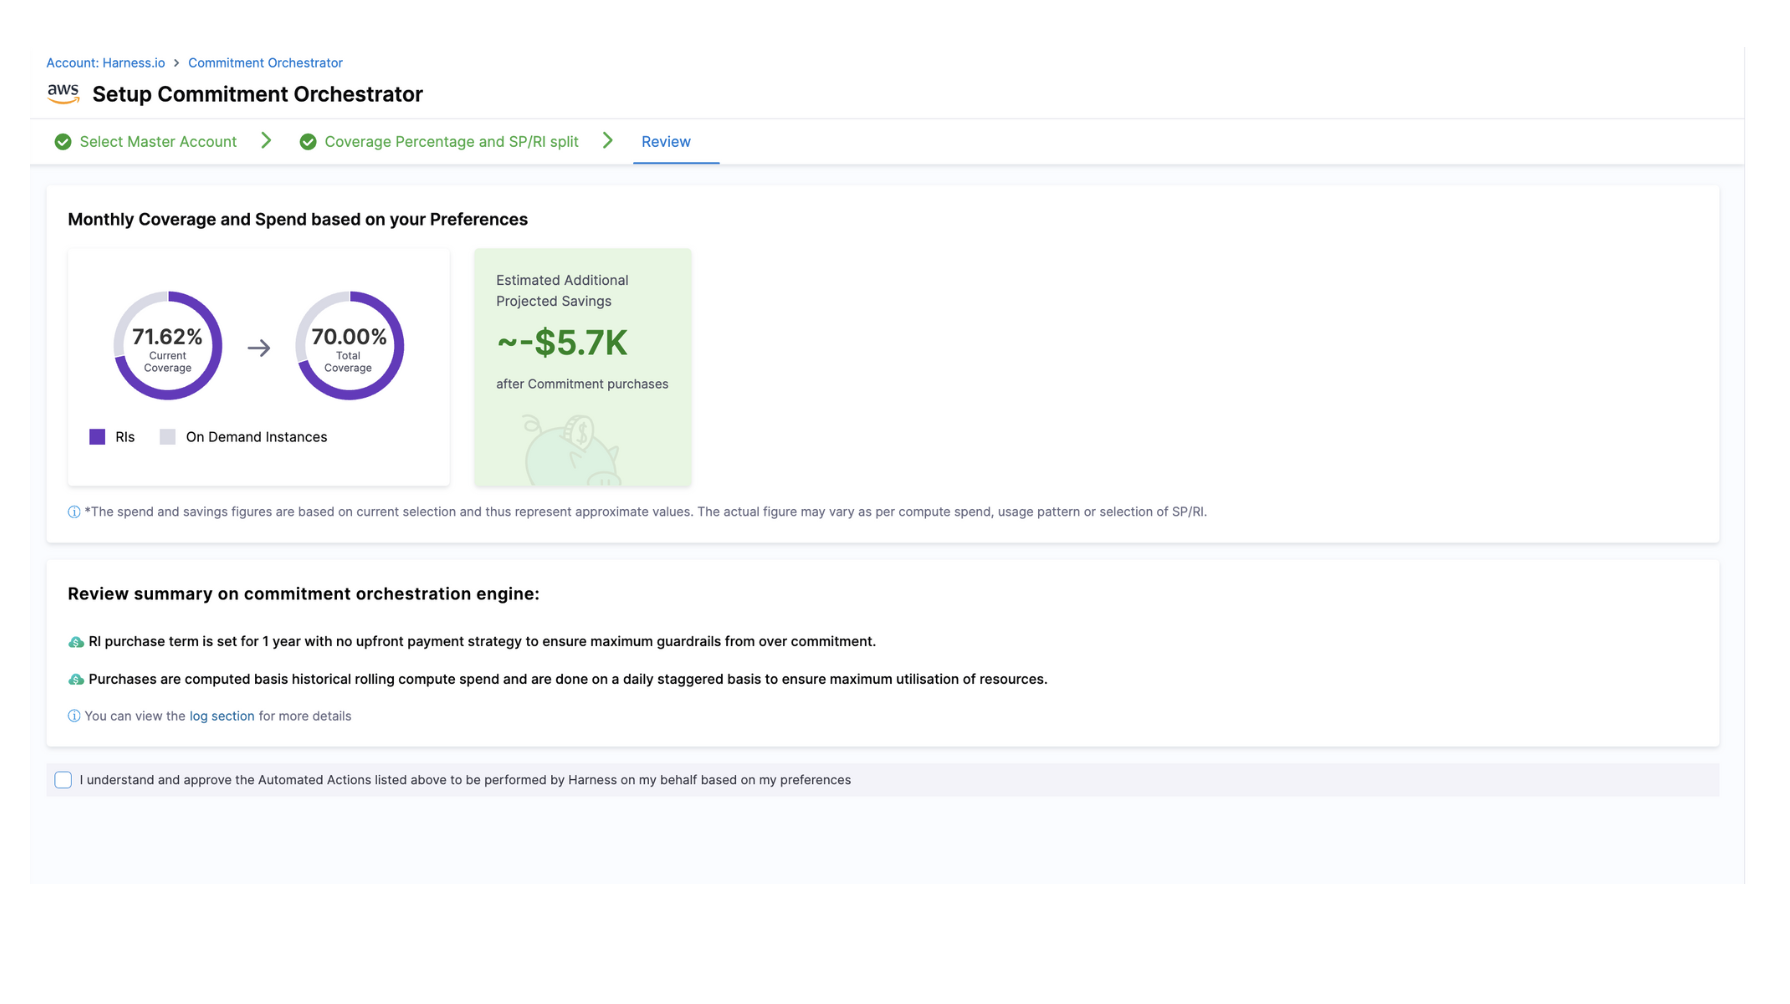 Account: Harness.io > Commitment Orchestrator
aws Setup Commitment Orchestrator
Select Master Account
Coverage Percentage and SP/RI split
Review
Monthly Coverage and Spend based on your Preferences
71.62%
Current
Coverage
70.00%
Total
Coverage
RIs
On Demand Instances
Estimated Additional
Projected Savings
~-$5.7K
after Commitment purchases
*The spend and savings figures are based on current selection and thus represent approximate values. The actual figure may vary as per compute spend, usage pattern or selection of SP/RI.
Review summary on commitment orchestration engine:
RI purchase term is set for 1 year with no upfront payment strategy to ensure maximum guardrails from over commitment.
Purchases are computed basis historical rolling compute spend and are done on a daily staggered basis to ensure maximum utilisation of resources.
You can view the log section for more details
I understand and approve the Automated Actions listed above to be performed by Harness on my behalf based on my preferences